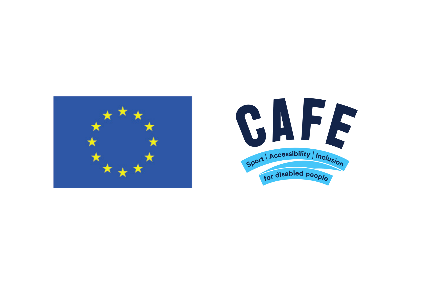 CAFE
Sport | Accessibility | Inclusion
for disabled people